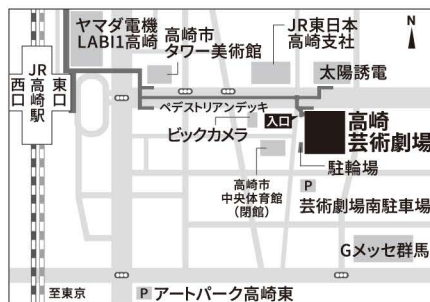 ヤマダ電機
LABI1高崎
高崎市
タワー美術館
JR東日本
高崎支社
N
太陽誘電
西口
JR高崎駅
東口
ペデストリアンデッキ
ビックカメラ
入口
高崎
芸術劇場
駐輪場
高崎市
中央体育館
(閉館)
P
芸術劇場南駐車場
Gメッセ群馬
至東京
P アートパーク高崎東